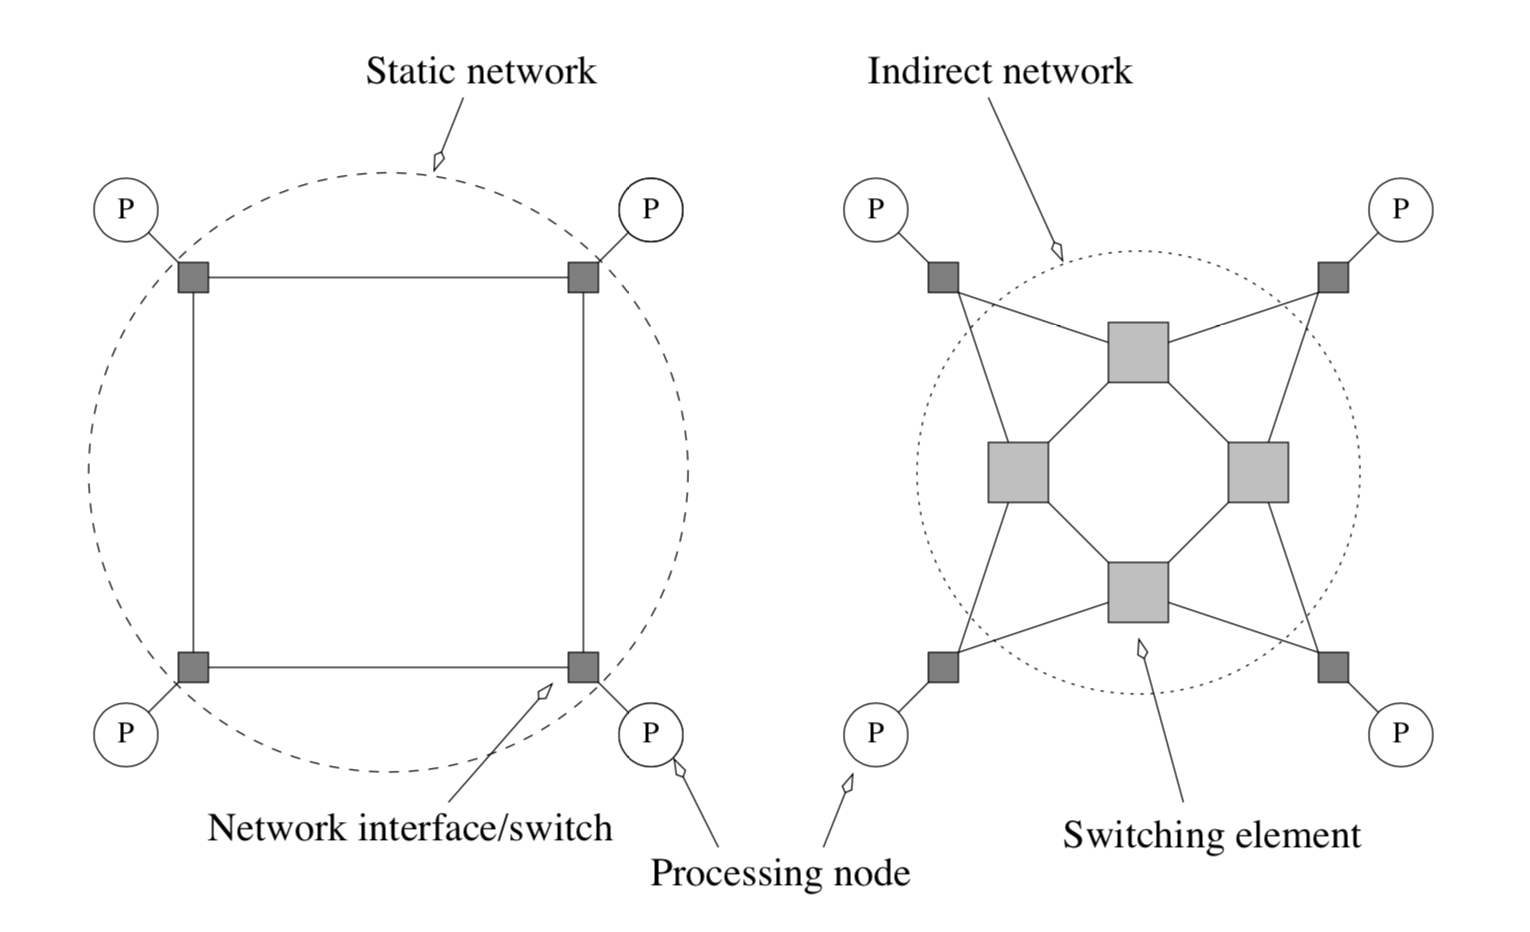 Static network
Indirect network
P
P
P
P
P
P
P
P
Network interface/switch
Switching element
Processing node